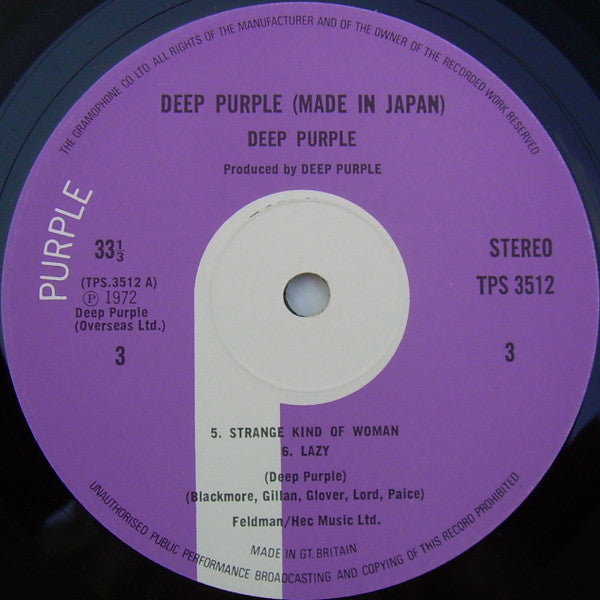 THE GRAMOPHONE CO LTD. ALL RIGHTS OF THE MANUFACTURER AND OF THE OWNER OF THE RECORDED WORK RESERVED
DEEP PURPLE (MADE IN JAPAN)
DEEP PURPLE
Produced by DEEP PURPLE
PURPLE
33⅓
STEREO
(TPS.3512 A)
TPS 3512
Ⓟ 1972
Deep Purple
(Overseas Ltd.)
3
3
5. STRANGE KIND OF WOMAN
6. LAZY
(Deep Purple)
(Blackmore, Gillan, Glover, Lord, Paice)
Feldman/Hec Music Ltd.
MADE IN GT. BRITAIN
UNAUTHORISED PUBLIC PERFORMANCE BROADCASTING AND COPYING OF THIS RECORD PROHIBITED.